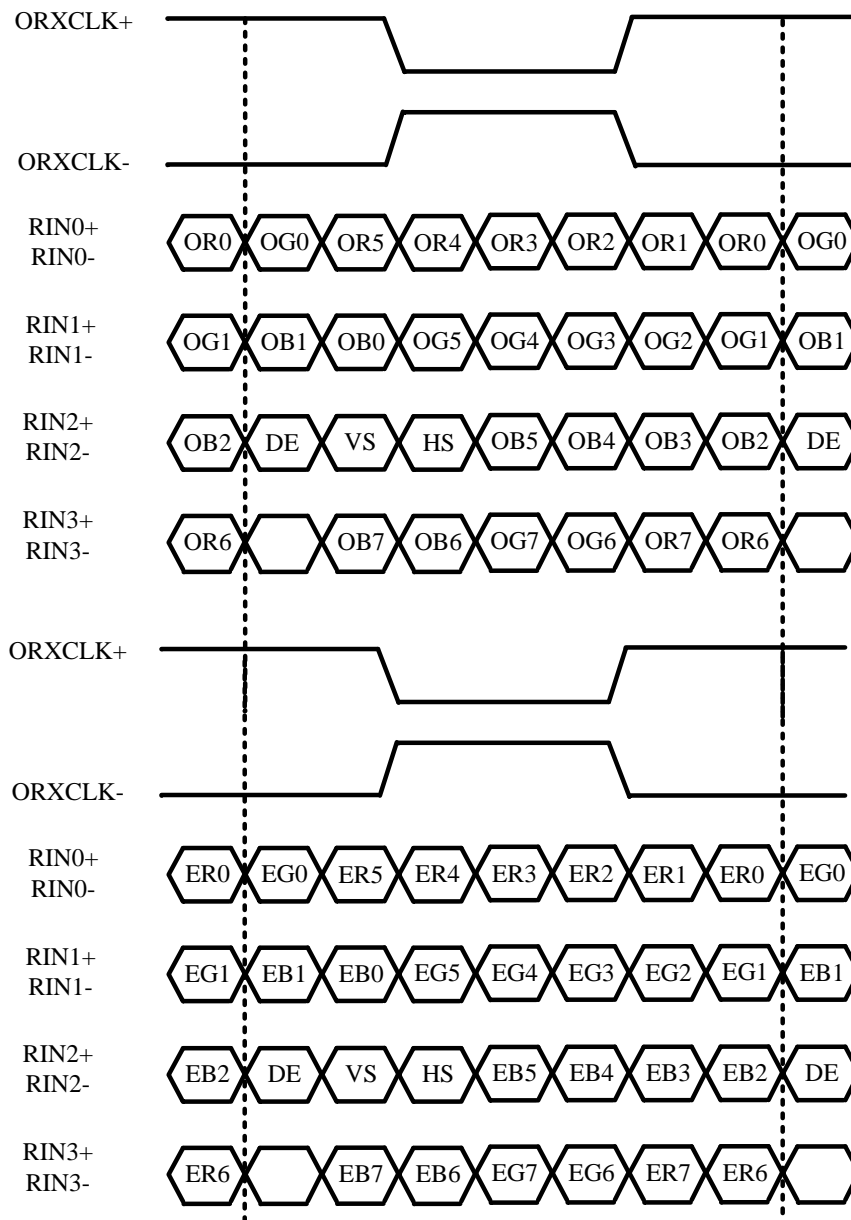 ORXCLK+
ORXCLK-
RIN0+
RIN0-
OR0 OG0 OR5 OR4 OR3 OR2 OR1 OR0 OG0
RIN1+
RIN1-
OG1 OB1 OB0 OG5 OG4 OG3 OG2 OG1 OB1
RIN2+
RIN2-
OB2 DE VS HS OB5 OB4 OB3 OB2 DE
RIN3+
RIN3-
OR6 OB7 OB6 OG7 OG6 OR7 OR6
ORXCLK+
ORXCLK-
RIN0+
RIN0-
ER0 EG0 ER5 ER4 ER3 ER2 ER1 ER0 EG0
RIN1+
RIN1-
EG1 EB1 EB0 EG5 EG4 EG3 EG2 EG1 EB1
RIN2+
RIN2-
EB2 DE VS HS EB5 EB4 EB3 EB2 DE
RIN3+
RIN3-
ER6 EB7 EB6 EG7 EG6 ER7 ER6